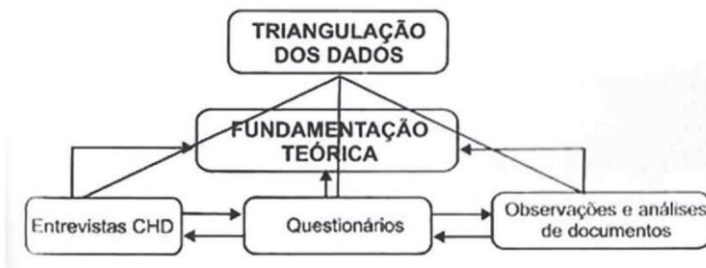 TRIANGULAÇÃO
DOS DADOS
FUNDAMENTAÇÃO
TEÓRICA
Entrevistas CHD
Questionários
Observações e análises
de documentos